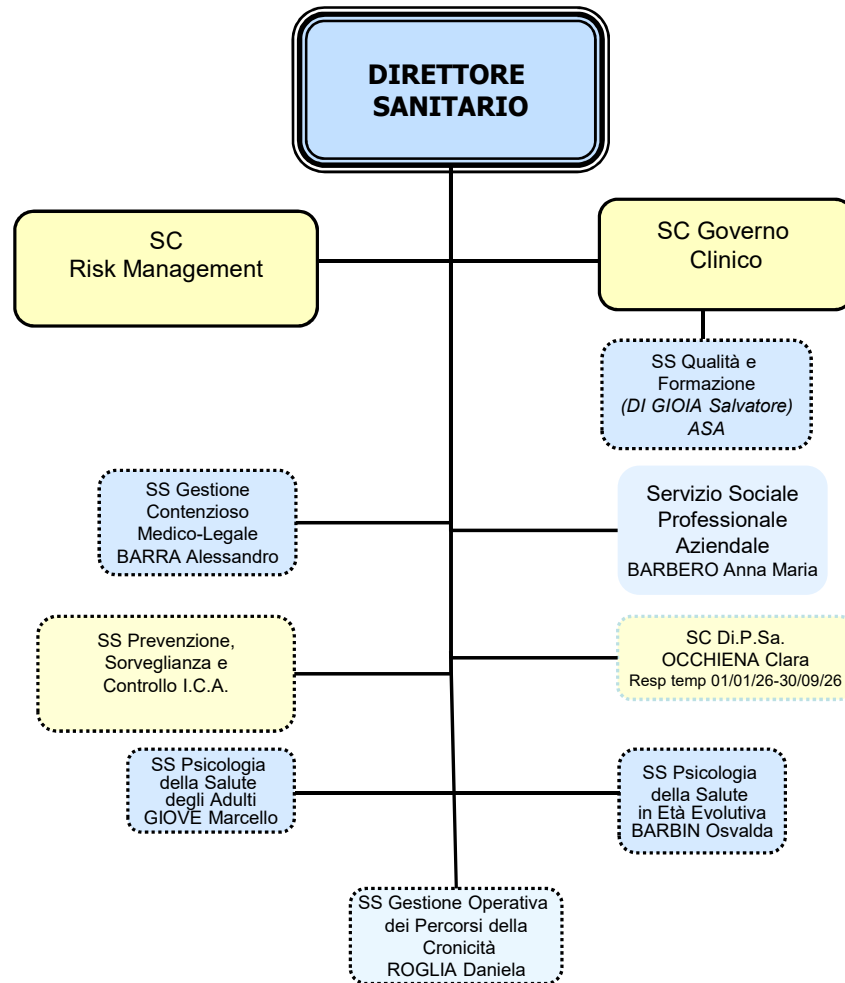 DIRETTORE
SANITARIO
SC
Risk Management
SC Governo
Clinico
SS Qualità e
Formazione
(DI GIOIA Salvatore)
ASA
SS Gestione
Contenzioso
Medico-Legale
BARRA Alessandro
Servizio Sociale
Professionale
Aziendale
BARBERO Anna Maria
SS Prevenzione,
Sorveglianza e
Controllo I.C.A.
SC Di.P.Sa.
OCCHIENA Clara
Resp temp 01/01/26-30/09/26
SS Psicologia
della Salute
degli Adulti
GIOVE Marcello
SS Psicologia
della Salute
in Età Evolutiva
BARBIN Osvalda
SS Gestione Operativa
dei Percorsi della
Cronicità
ROGLIA Daniela